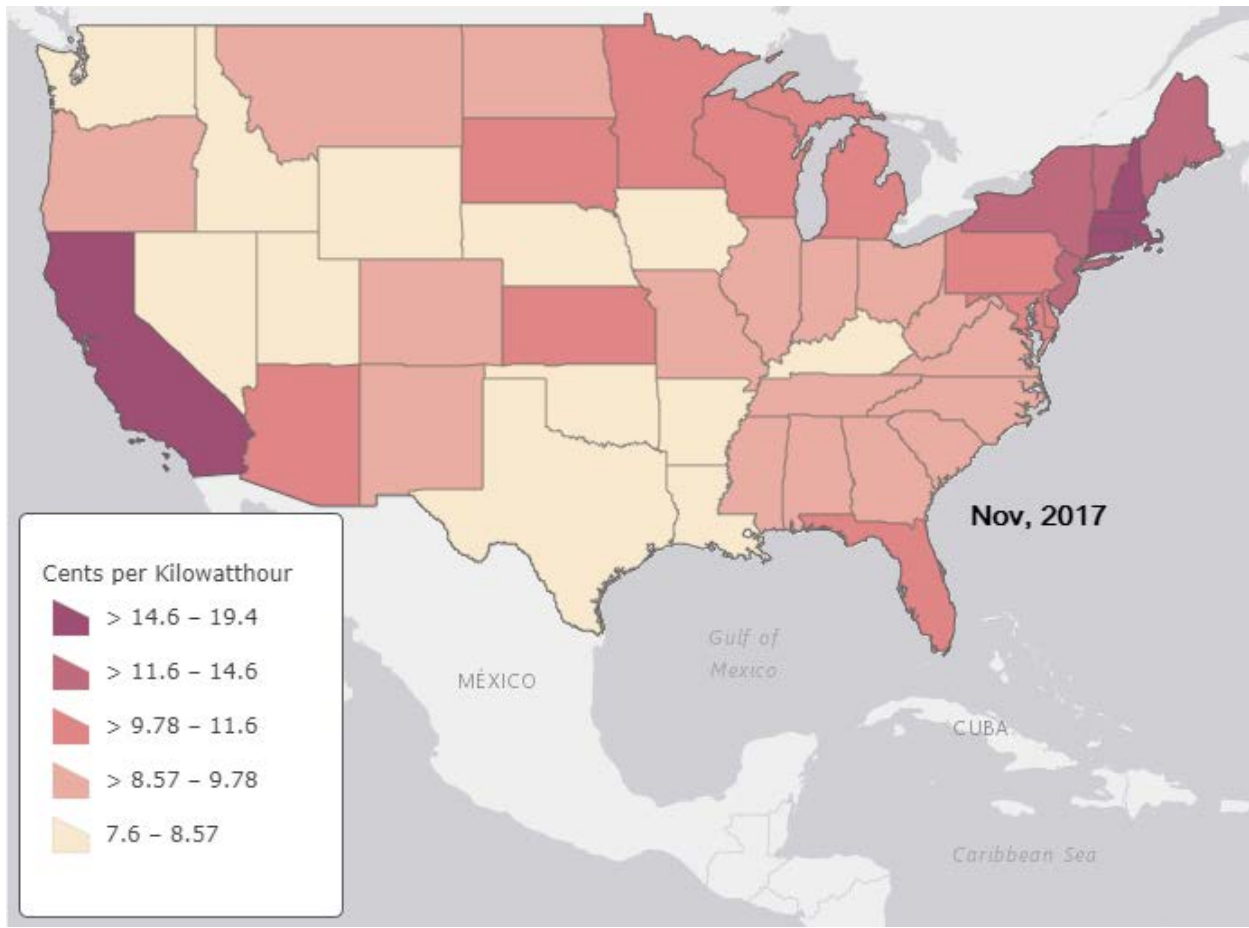 Nov, 2017
Cents per Kilowatthour
> 14.6 – 19.4
> 11.6 – 14.6
> 9.78 – 11.6
> 8.57 – 9.78
7.6 – 8.57
Gulf of
Mexico
MÉXICO
CUBA
Caribbean Sea